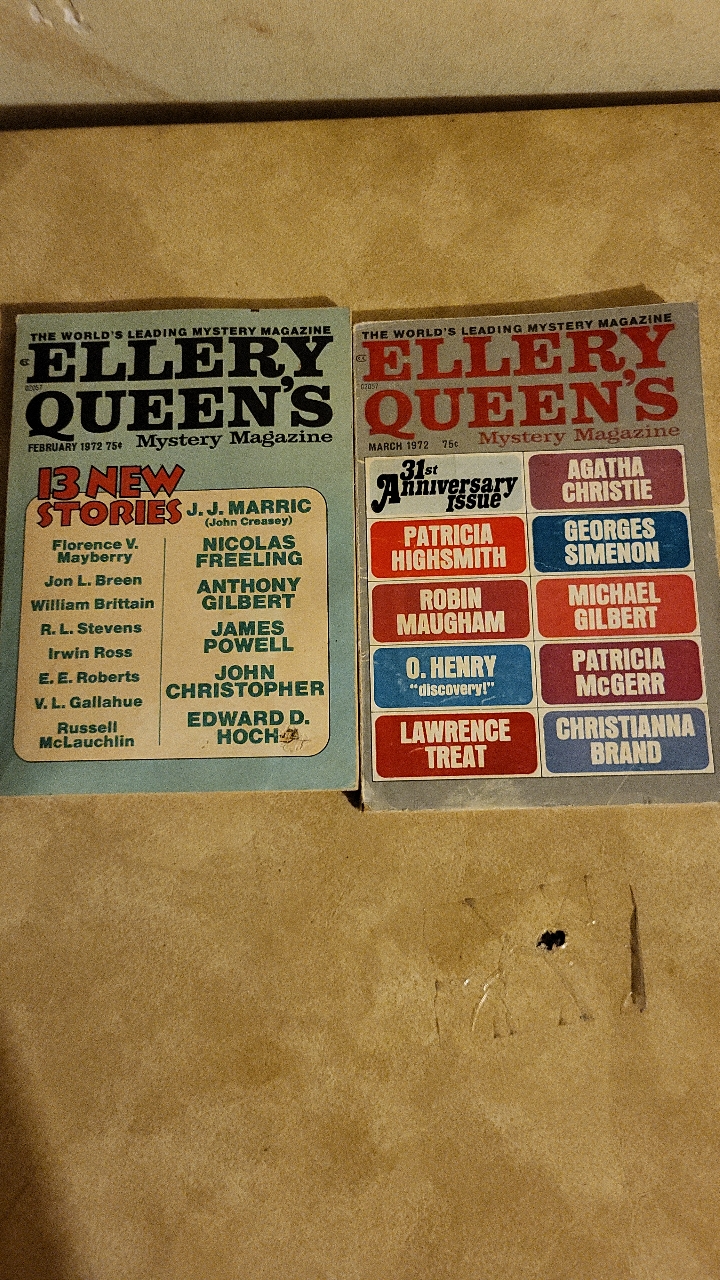 THE WORLD'S LEADING MYSTERY MAGAZINE
ELLERY
02057
QUEEN'S
FEBRUARY 1972 75¢
Mystery Magazine
13 NEW
STORIES
J. J. MARRIC
(John Creasey)
Florence V.
Mayberry
Jon L. Breen
William Brittain
R. L. Stevens
Irwin Ross
E. E. Roberts
V. L. Gallahue
Russell
McLauchlin
NICOLAS
FREELING
ANTHONY
GILBERT
JAMES
POWELL
JOHN
CHRISTOPHER
EDWARD D.
HOCH
THE WORLD'S LEADING MYSTERY MAGAZINE
ELLERY
02057
QUEEN'S
MARCH 1972 75¢
Mystery Magazine
31st
Anniversary
Issue
AGATHA
CHRISTIE
PATRICIA
HIGHSMITH
GEORGES
SIMENON
ROBIN
MAUGHAM
MICHAEL
GILBERT
O. HENRY
"discovery!"
PATRICIA
McGERR
LAWRENCE
TREAT
CHRISTIANNA
BRAND